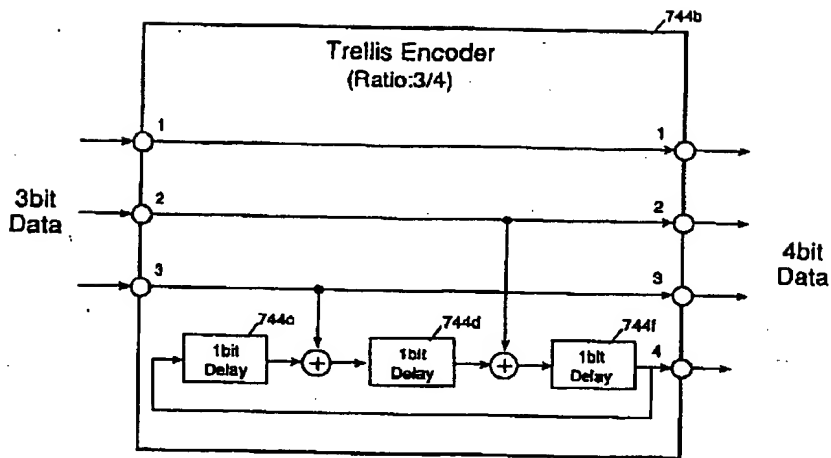 744b
Trellis Encoder
(Ratio:3/4)
1
1
2
2
3bit
Data
3
3
4bit
Data
744c
744d
744f
1bit
Delay
+
1bit
Delay
+
1bit
Delay
4